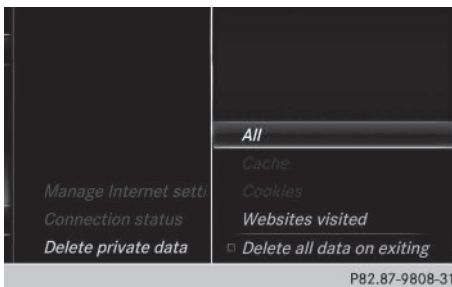 All
Cache
Manage Internet setti
Cookies
Connection status
Websites visited
Delete private data
Delete all data on exiting
P82.87-9808-31